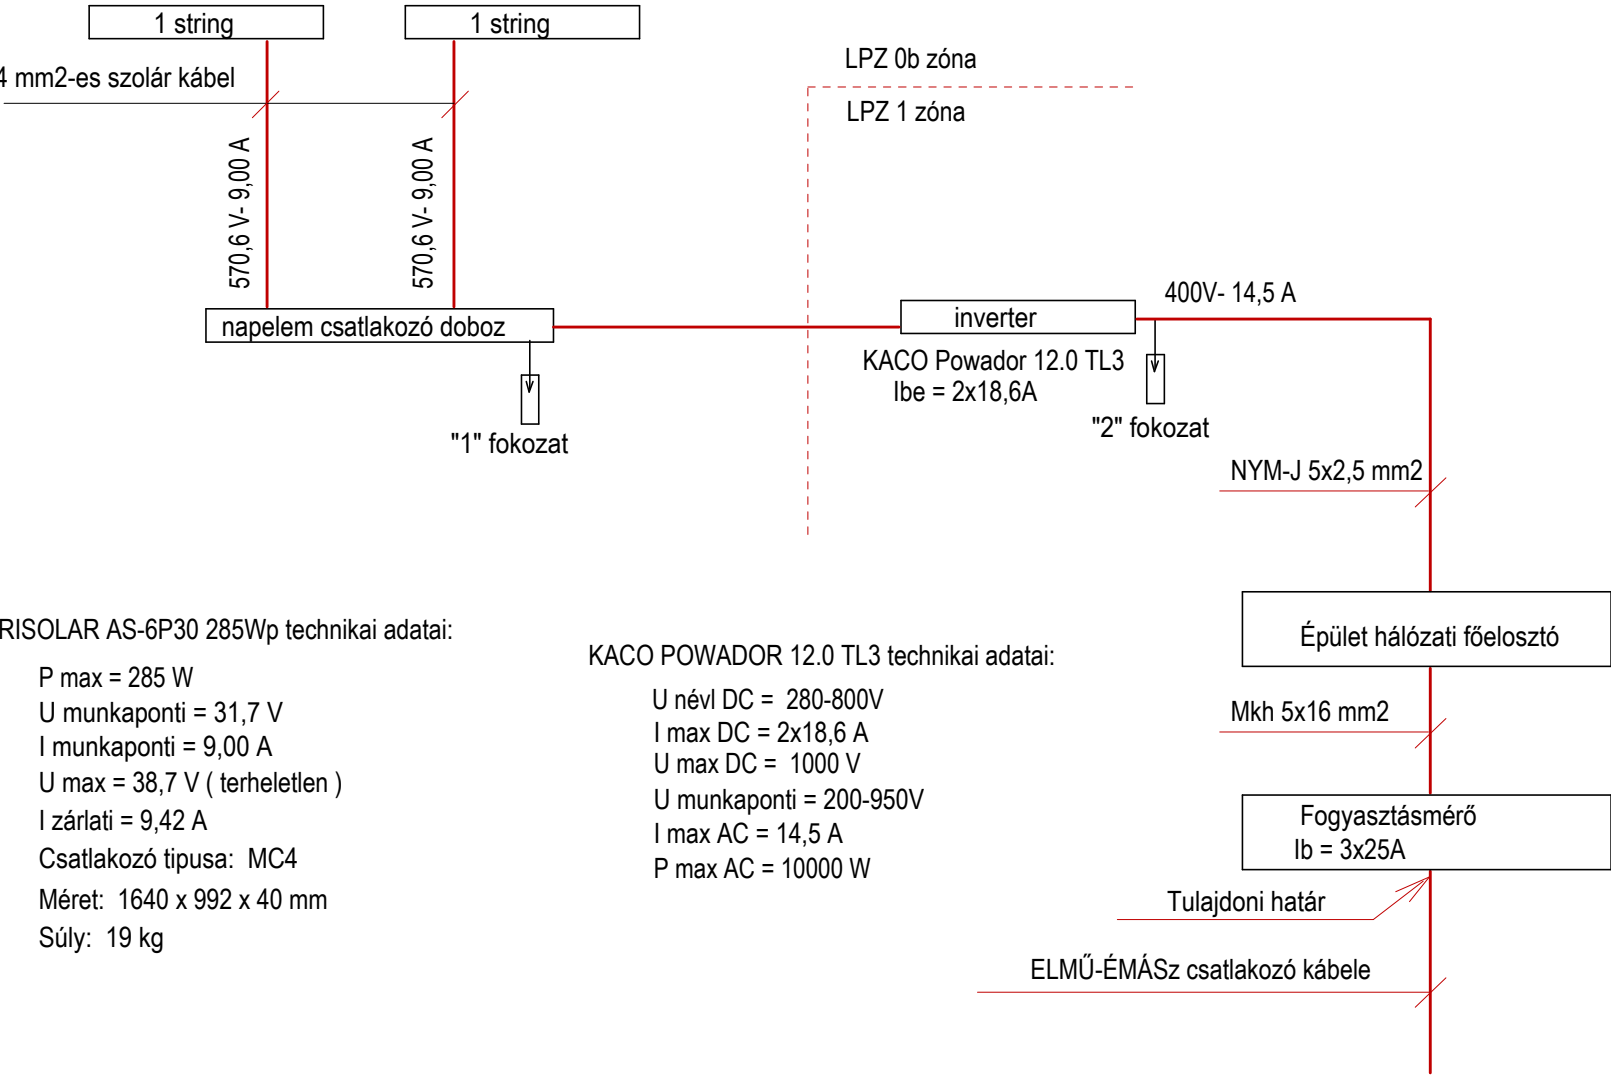 1 string
1 string
4 mm2-es szolár kábel
570,6 V- 9,00 A
570,6 V- 9,00 A
LPZ 0b zóna
LPZ 1 zóna
napelem csatlakozó doboz
"1" fokozat
inverter
KACO Powador 12.0 TL3
Ibe = 2x18,6A
400V- 14,5 A
"2" fokozat
NYM-J 5x2,5 mm2
Épület hálózati főelosztó
Mkh 5x16 mm2
Fogyasztásmérő
Ib = 3x25A
Tulajdoni határ
ELMŰ-ÉMÁSz csatlakozó kábele
RISOLAR AS-6P30 285Wp technikai adatai:
P max = 285 W
U munkaponti = 31,7 V
I munkaponti = 9,00 A
U max = 38,7 V ( terheletlen )
I zárlati = 9,42 A
Csatlakozó tipusa: MC4
Méret: 1640 x 992 x 40 mm
Súly: 19 kg
KACO POWADOR 12.0 TL3 technikai adatai:
U névl DC = 280-800V
I max DC = 2x18,6 A
U max DC = 1000 V
U munkaponti = 200-950V
I max AC = 14,5 A
P max AC = 10000 W